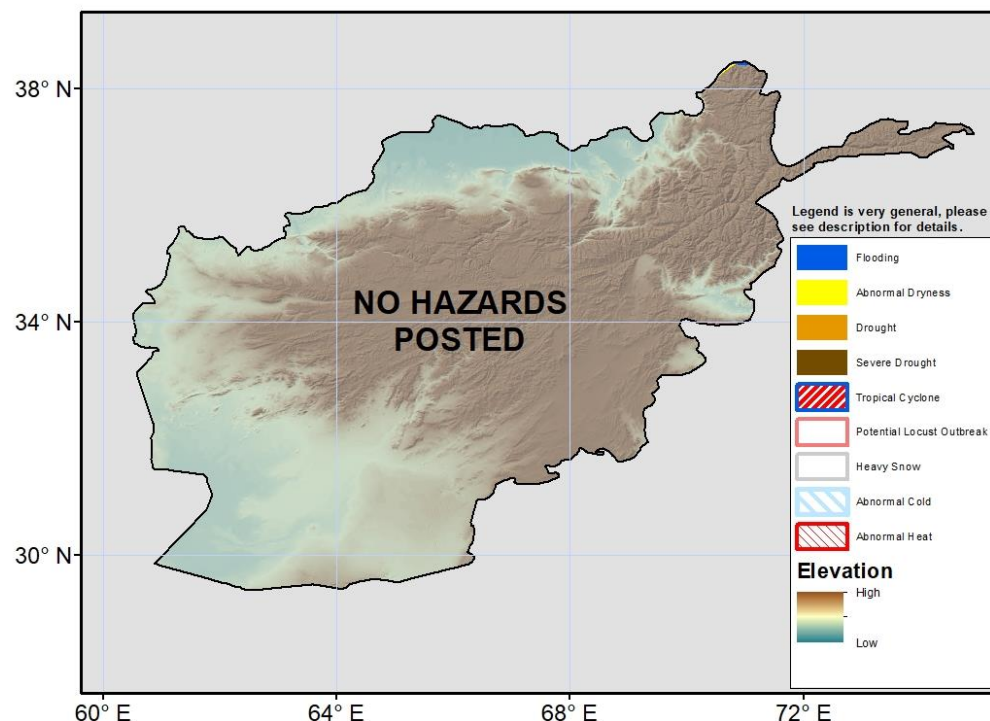 38° N
34° N
30° N
60° E
64° E
68° E
72° E
NO HAZARDS
POSTED
Legend is very general, please
see description for details.
Flooding
Abnormal Dryness
Drought
Severe Drought
Tropical Cyclone
Potential Locust Outbreak
Heavy Snow
Abnormal Cold
Abnormal Heat
Elevation
High
Low